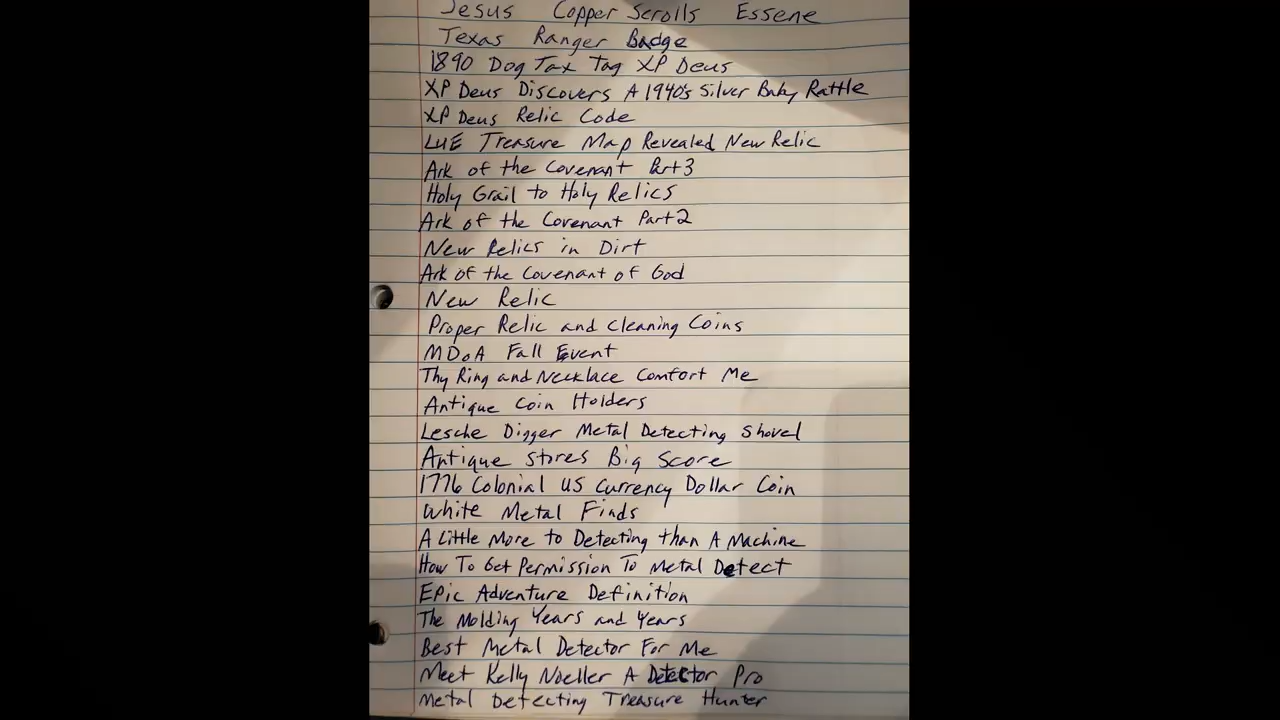 Jesus Copper Scrolls Essene
Texas Ranger Badge
1890 Dog Tax Tag XP Deus
XP Deus Discovers A 1940's Silver Baby Rattle
XP Deus Relic Code
LUE Treasure Map Revealed New Relic
Ark of the Covenant Part 3
Holy Grail to Holy Relics
Ark of the Covenant Part 2
New Relics in Dirt
Ark of the Covenant of God
New Relic
Proper Relic and Cleaning Coins
MDoA Fall Event
Thy Ring and Necklace Comfort Me
Antique Coin Holders
Lesche Digger Metal Detecting Shovel
Antique Stores Big Score
1776 Colonial US Currency Dollar Coin
White Metal Finds
A Little More to Detecting than A Machine
How To Get Permission To Metal Detect
Epic Adventure Definition
The Molding Years and Years
Best Metal Detector For Me
Meet Kelly Noeller A Detector Pro
Metal Detecting Treasure Hunter